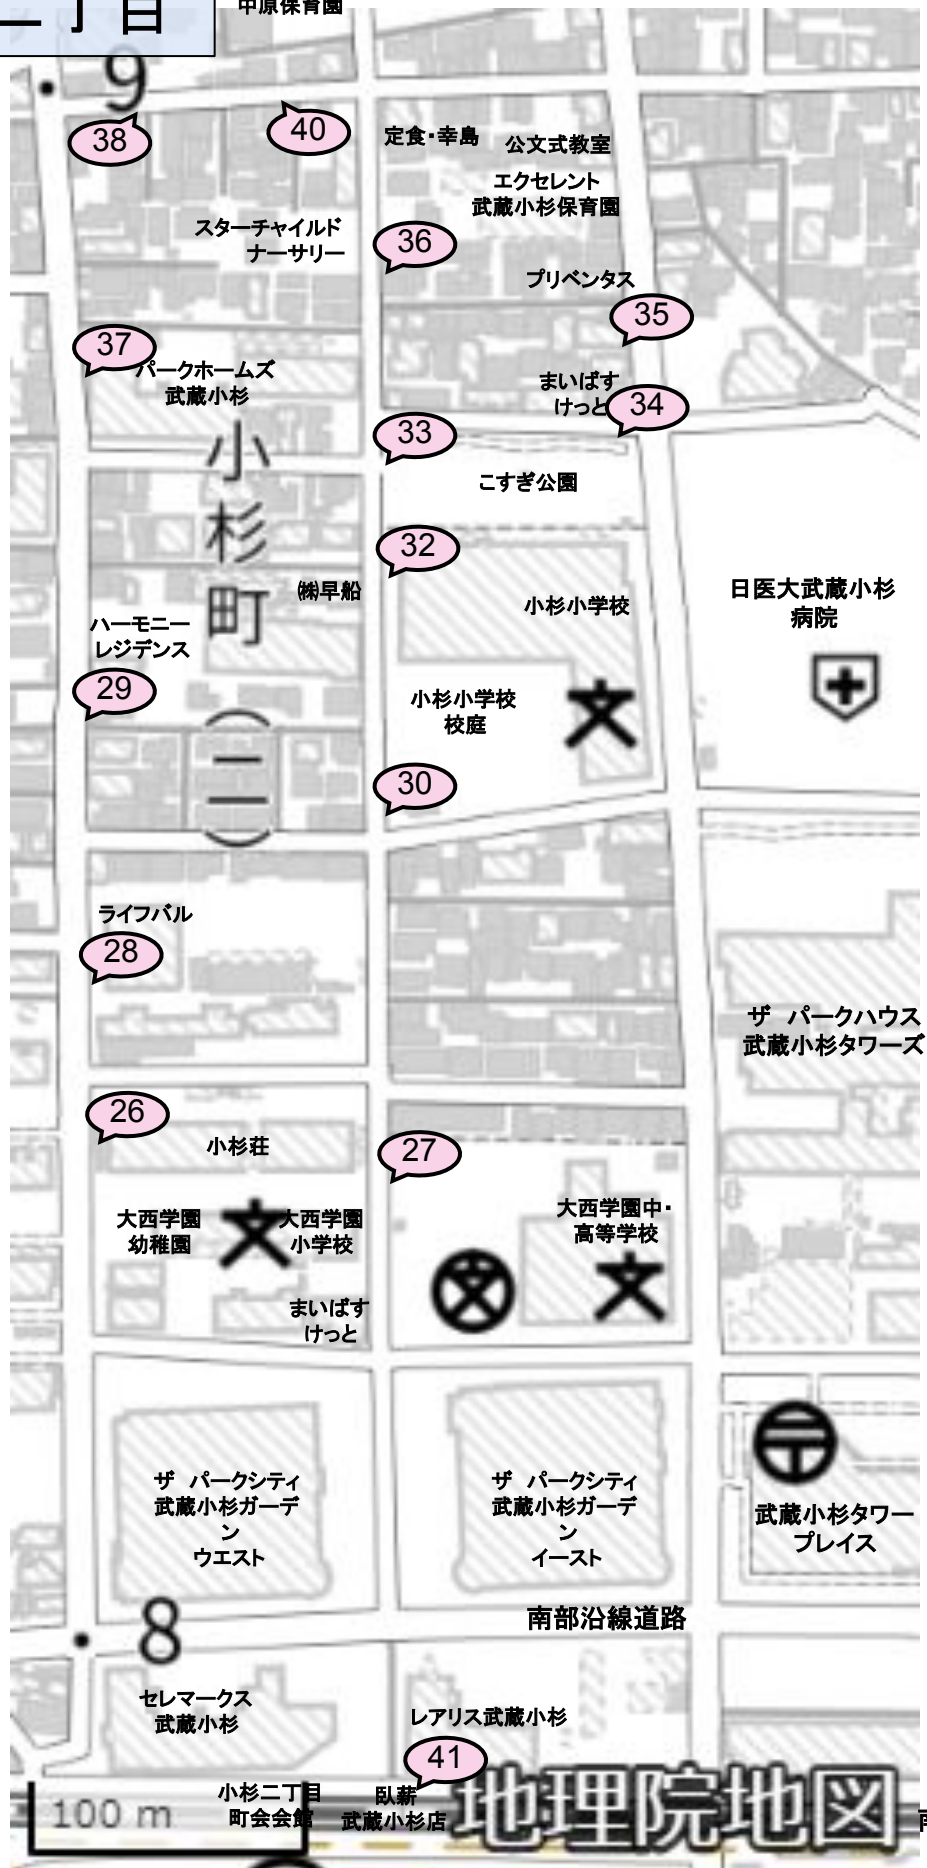 二丁目
中原保育園
9
38
40
定食・幸島
公文式教室
エクセレント
武蔵小杉保育園
スターチャイルド
ナーサリー
36
プリベンタス
35
37
パークホームズ
武蔵小杉
まいばす
けっと
34
33
小杉町(二)
こすぎ公園
32
㈱早船
小杉小学校
日医大武蔵小杉
病院
ハーモニー
レジデンス
29
小杉小学校
校庭
30
ライフバル
28
ザ パークハウス
武蔵小杉タワーズ
26
小杉荘
27
大西学園
幼稚園
大西学園
小学校
大西学園中・
高等学校
まいばす
けっと
ザ パークシティ
武蔵小杉ガーデ
ン
ウエスト
ザ パークシティ
武蔵小杉ガーデ
ン
イースト
武蔵小杉タワー
プレイス
8
南部沿線道路
セレマークス
武蔵小杉
レアリス武蔵小杉
41
100 m
小杉二丁目
町会会館
臥薪
武蔵小杉店
地理院地図